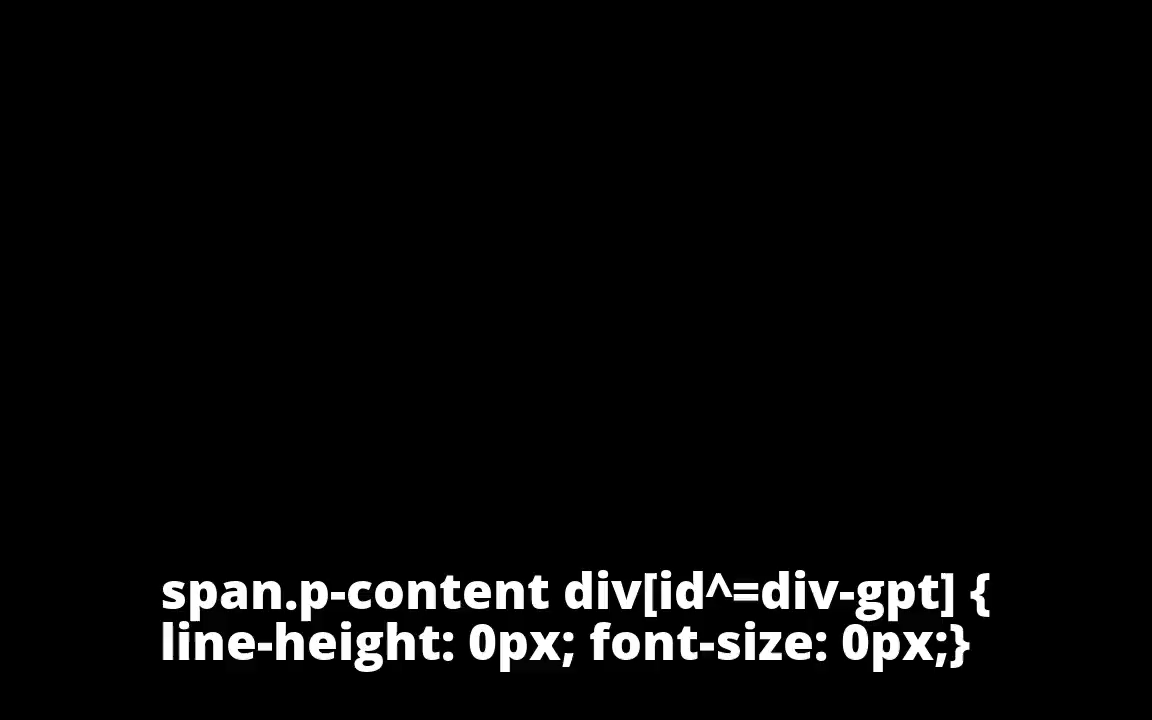 span.p-content div[id^=div-gpt] {
line-height: 0px; font-size: 0px;}